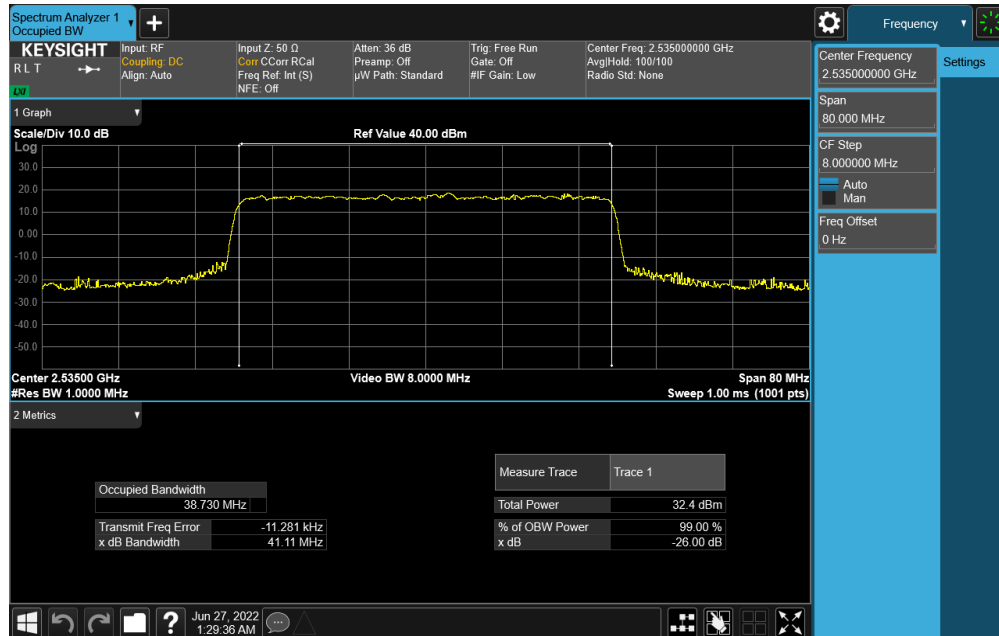 Spectrum Analyzer 1
Occupied BW
Frequency
KEYSIGHT
R L T
LXI
Input: RF
Coupling: DC
Align: Auto
Input Z: 50 Ω
Corr CCorr RCal
Freq Ref: Int (S)
NFE: Off
Atten: 36 dB
Preamp: Off
µW Path: Standard
Trig: Free Run
Gate: Off
#IF Gain: Low
Center Freq: 2.535000000 GHz
Avg|Hold: 100/100
Radio Std: None
Center Frequency
2.535000000 GHz
Settings
Span
80.000 MHz
CF Step
8.000000 MHz
Auto
Man
Freq Offset
0 Hz
1 Graph
Scale/Div 10.0 dB
Ref Value 40.00 dBm
Log
30.0
20.0
10.0
0.00
-10.0
-20.0
-30.0
-40.0
-50.0
Center 2.53500 GHz
Video BW 8.0000 MHz
Span 80 MHz
#Res BW 1.0000 MHz
Sweep 1.00 ms (1001 pts)
2 Metrics
Measure Trace
Trace 1
Occupied Bandwidth
38.730 MHz
Total Power
32.4 dBm
Transmit Freq Error
-11.281 kHz
% of OBW Power
99.00 %
x dB Bandwidth
41.11 MHz
x dB
-26.00 dB
?
Jun 27, 2022
1:29:36 AM